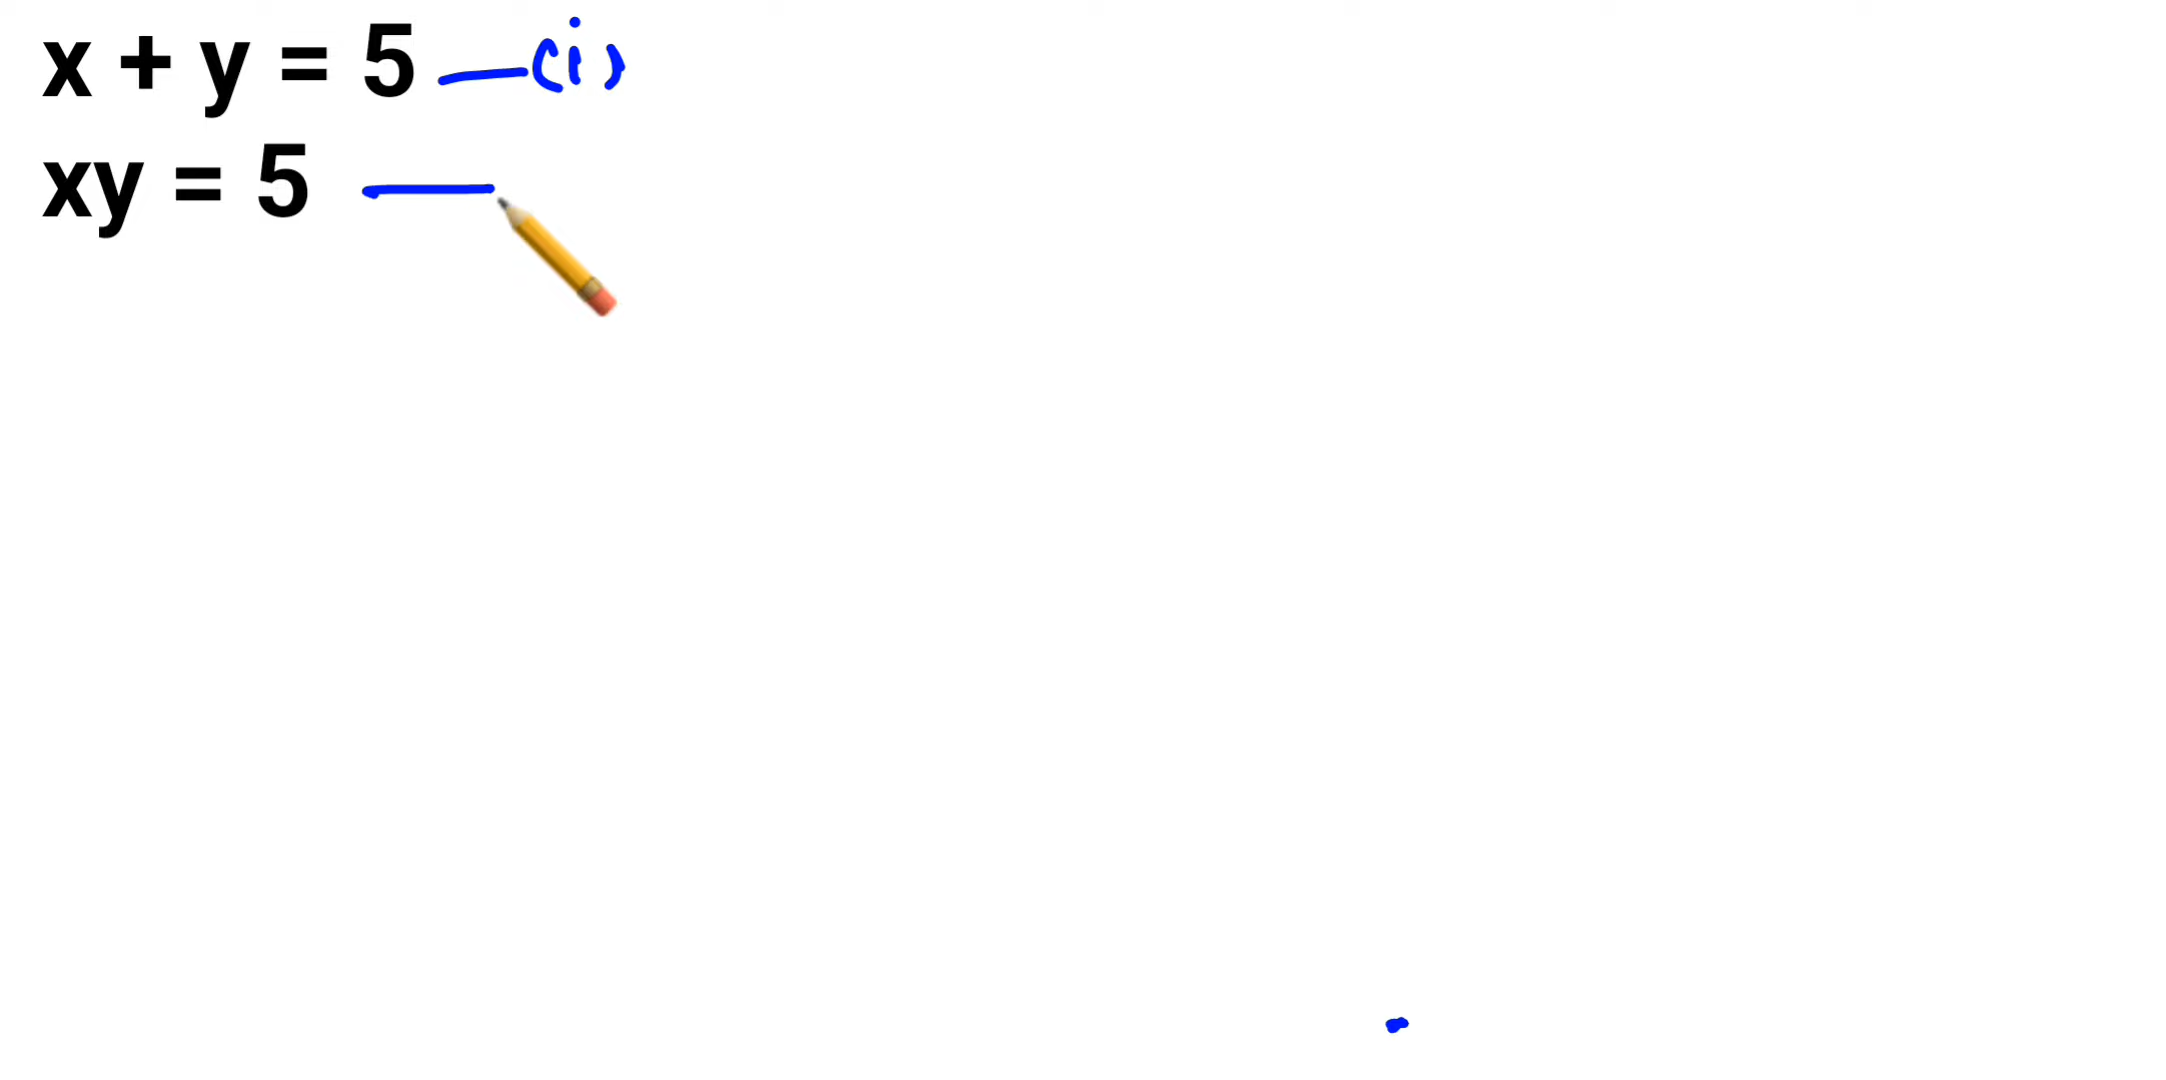 x + y = 5 —(i)
xy = 5 —